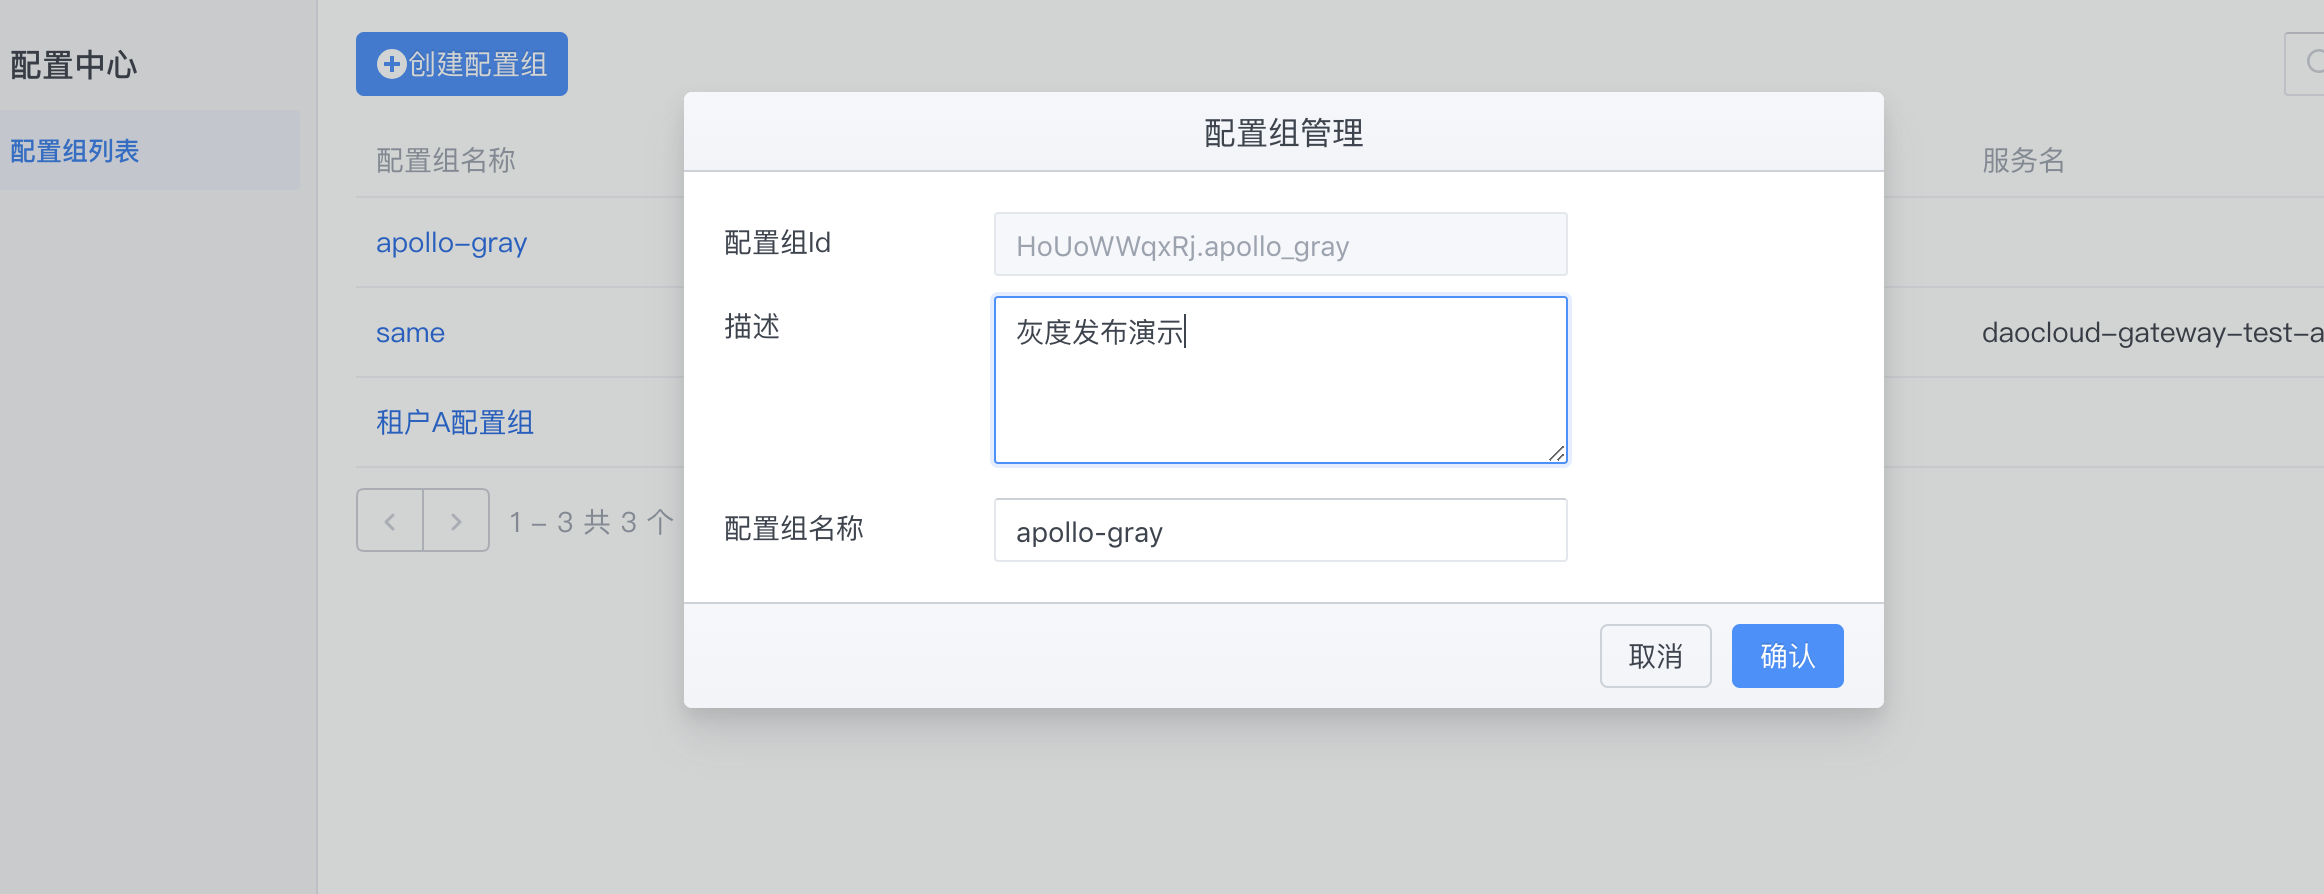 配置中心
配置组列表
创建配置组
配置组名称
服务名
apollo-gray
same
daocloud-gateway-test-a
租户A配置组
1 - 3 共 3 个
配置组管理
配置组Id
HoUoWWqxRj.apollo_gray
描述
灰度发布演示
配置组名称
apollo-gray
取消
确认